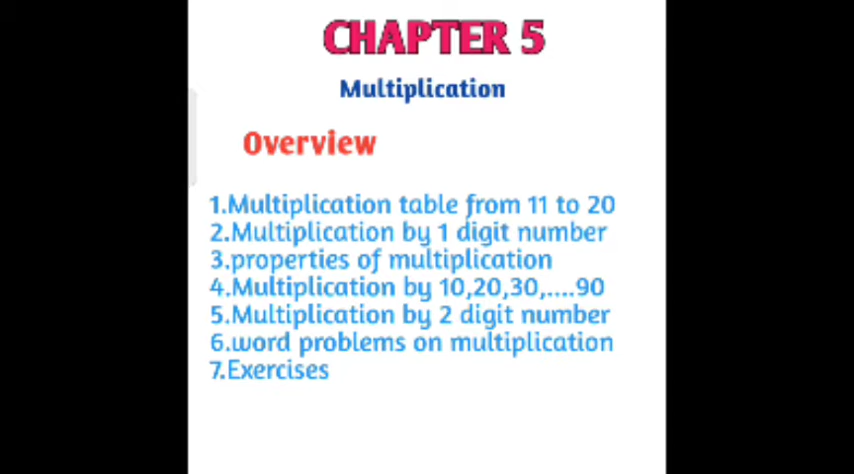 CHAPTER 5
Multiplication
Overview
1.Multiplication table from 11 to 20
2.Multiplication by 1 digit number
3.properties of multiplication
4.Multiplication by 10,20,30,....90
5.Multiplication by 2 digit number
6.word problems on multiplication
7.Exercises